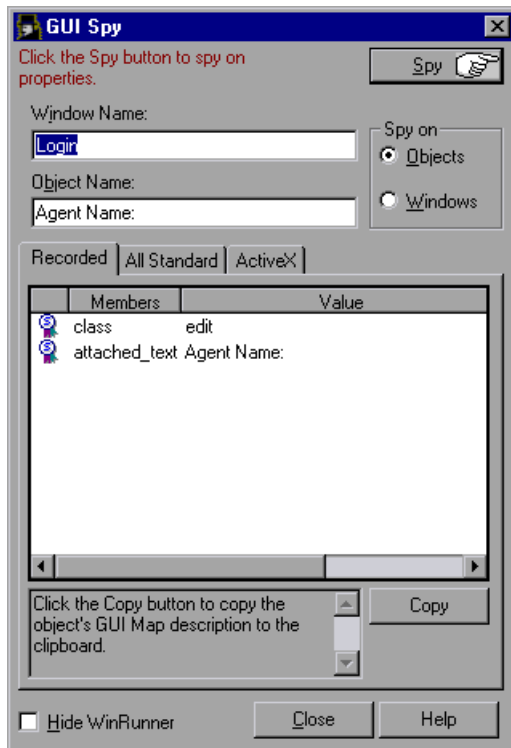 GUI Spy
Click the Spy button to spy on
properties.
Spy
Window Name:
Login
Spy on
Objects
Object Name:
Windows
Agent Name:
Recorded All Standard ActiveX
Members Value
class edit
attached_text Agent Name:
Click the Copy button to copy the
object's GUI Map description to the
clipboard.
Copy
Hide WinRunner
Close
Help